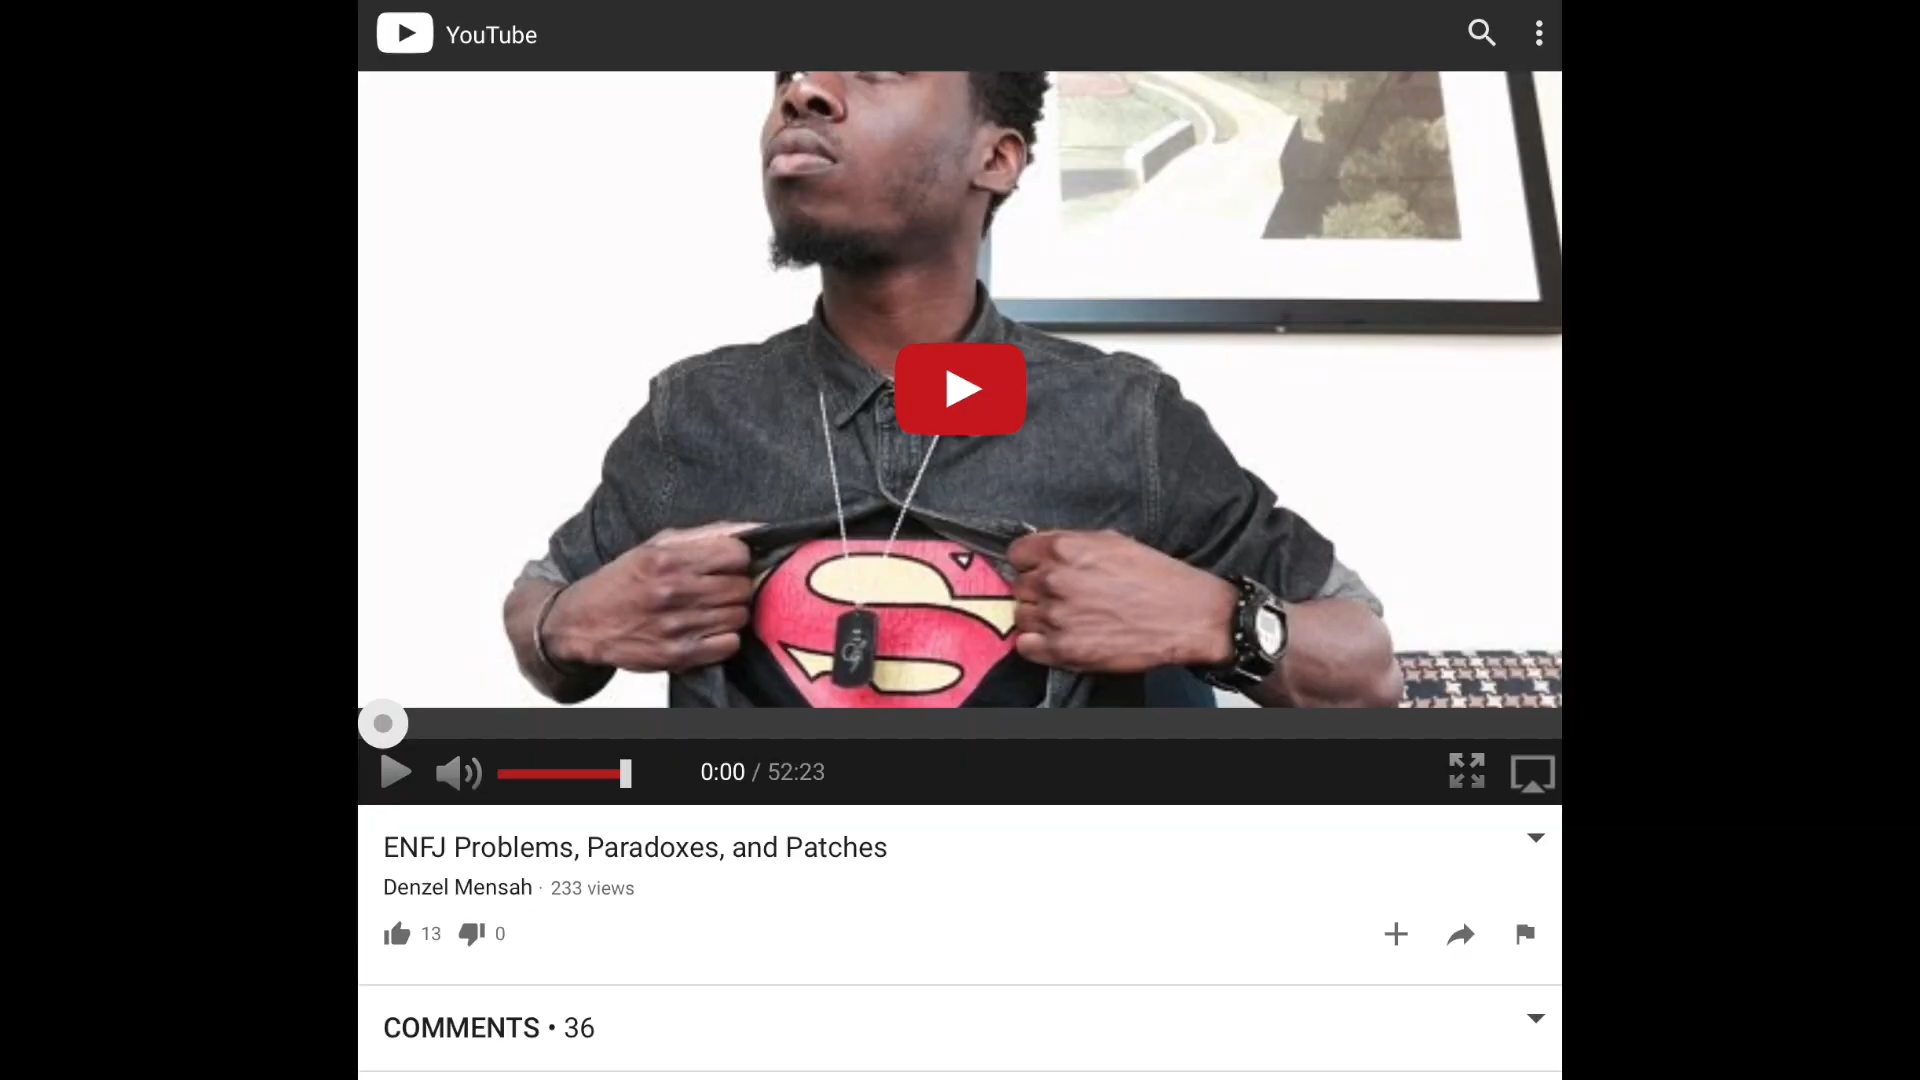 YouTube
0:00 / 52:23
ENFJ Problems, Paradoxes, and Patches
Denzel Mensah · 233 views
13 0
COMMENTS • 36